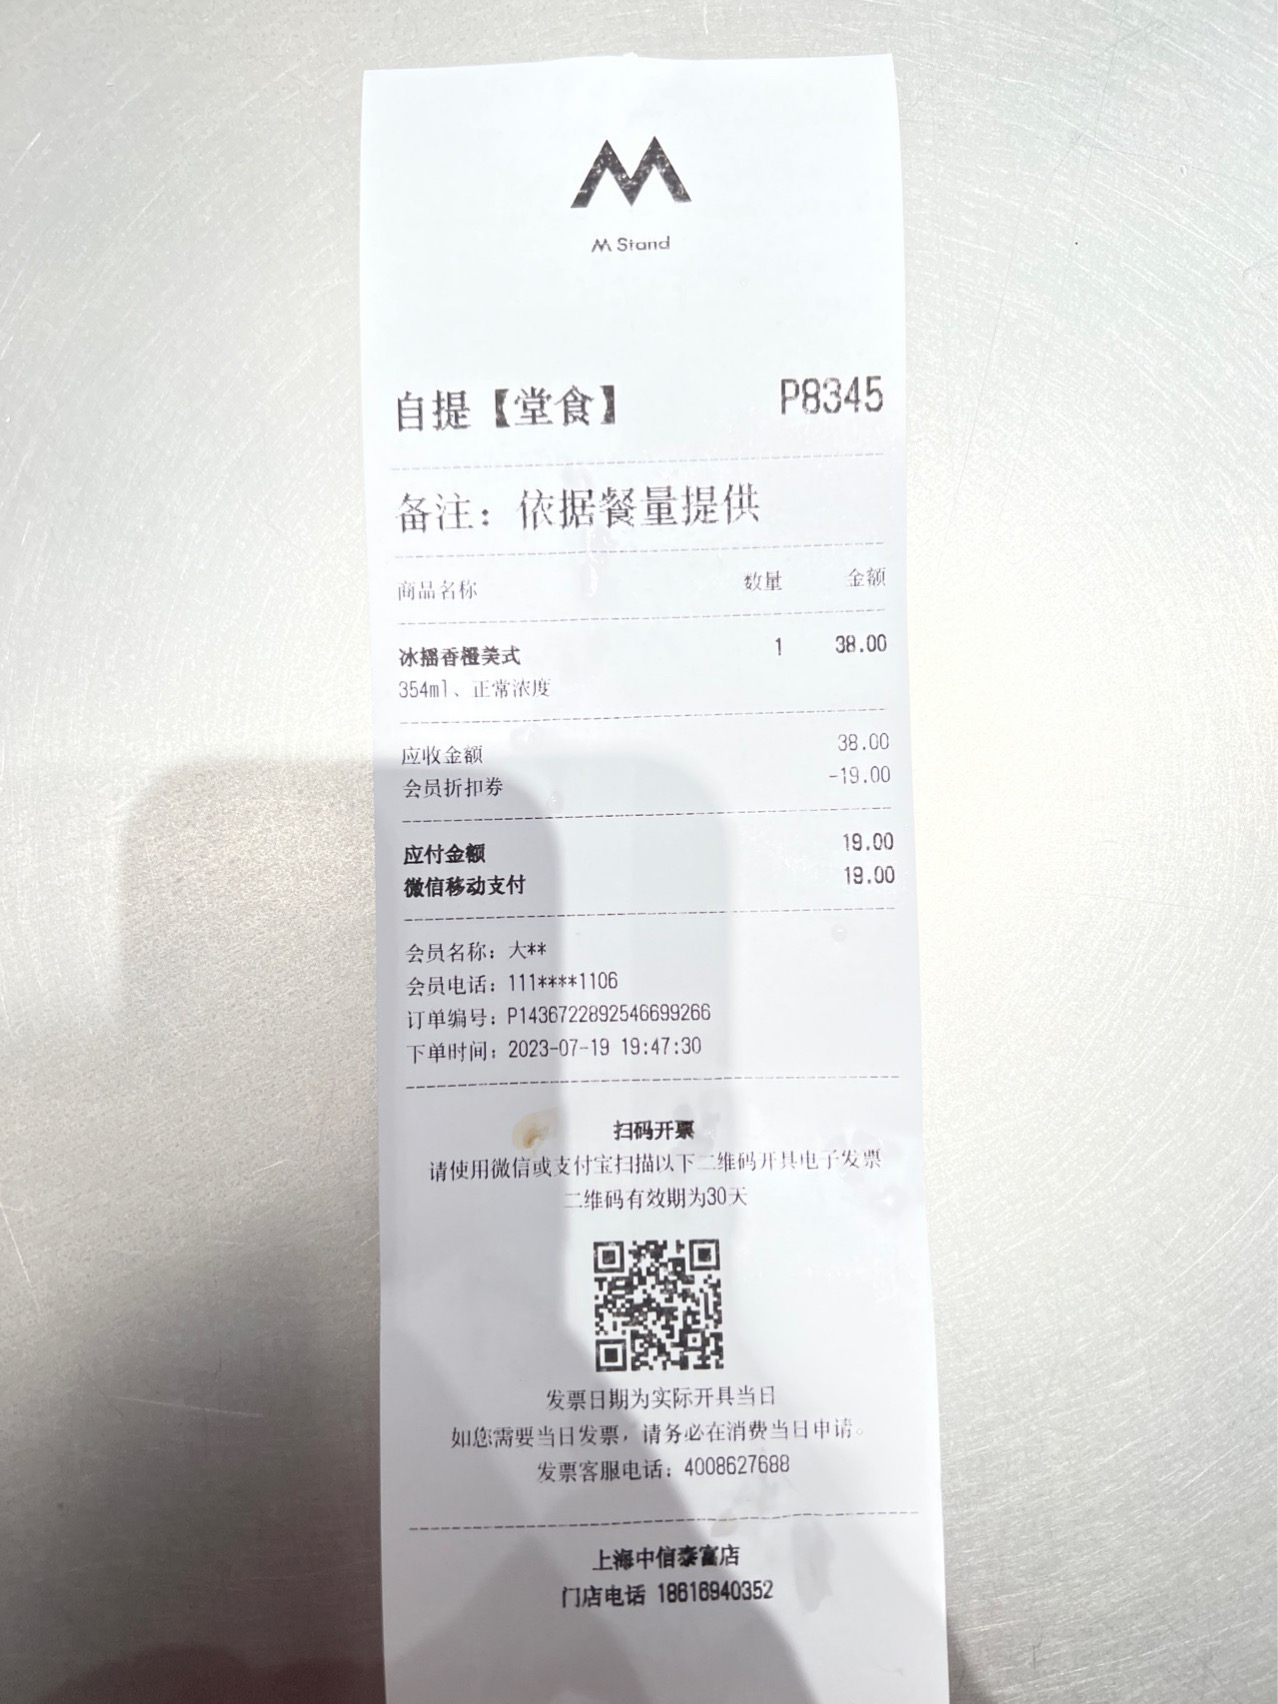 M Stand
自提【堂食】 P8345
备注：依据餐量提供
商品名称 数量 金额
冰摇香橙美式 1 38.00
354ml、正常浓度
应收金额 38.00
会员折扣券 -19.00
应付金额 19.00
微信移动支付 19.00
会员名称：大**
会员电话：111****1106
订单编号：P1436722892546699266
下单时间：2023-07-19 19:47:30
扫码开票
请使用微信或支付宝扫描以下二维码开具电子发票
二维码有效期为30天
发票日期为实际开具当日
如您需要当日发票，请务必在消费当日申请。
发票客服电话：4008627688
上海中信泰富店
门店电话 18616940352